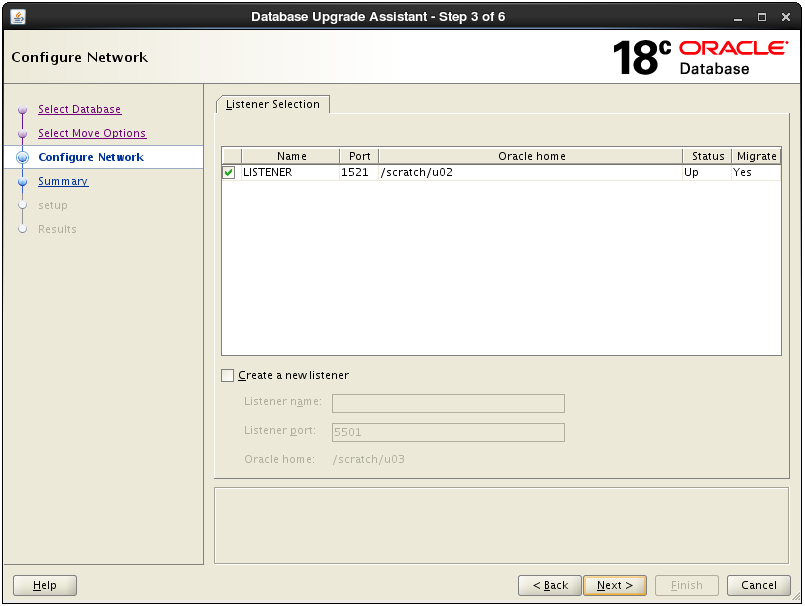 Database Upgrade Assistant - Step 3 of 6
Configure Network
18c ORACLE
Database
Select Database
Select Move Options
Configure Network
Summary
setup
Results
Listener Selection
Name Port Oracle home Status Migrate
LISTENER 1521 /scratch/u02 Up Yes
Create a new listener
Listener name:
Listener port: 5501
Oracle home: /scratch/u03
Help < Back Next > Finish Cancel